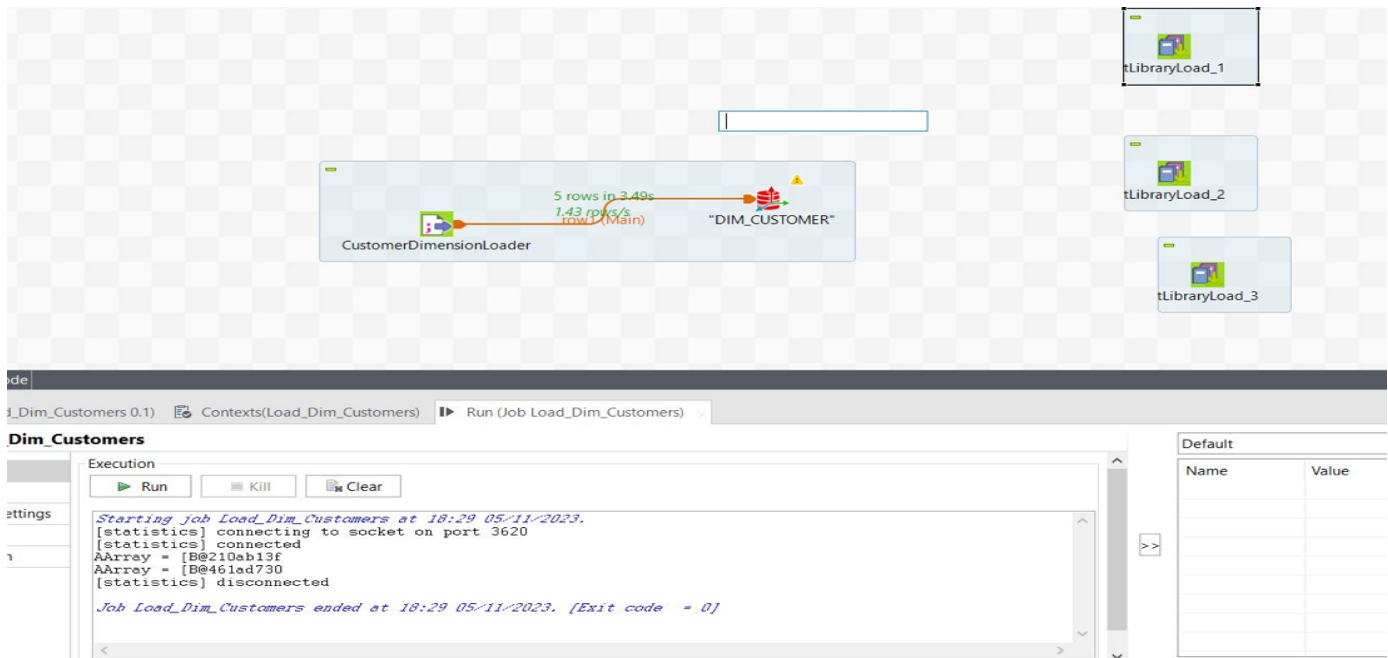 tLibraryLoad_1
tLibraryLoad_2
5 rows in 3.49s
1.43 rows/s
row1 (Main)
"DIM_CUSTOMER"
CustomerDimensionLoader
tLibraryLoad_3
ode
d_Dim_Customers 0.1) Contexts(Load_Dim_Customers) Run (Job Load_Dim_Customers)
_Dim_Customers
Default
Execution
Name Value
Run Kill Clear
ettings
Starting job Load_Dim_Customers at 18:29 05/11/2023.
[statistics] connecting to socket on port 3620
[statistics] connected
>>
AArray = [B@210ab13f
n
AArray = [B@461ad730
[statistics] disconnected
Job Load_Dim_Customers ended at 18:29 05/11/2023. [Exit code = 0]